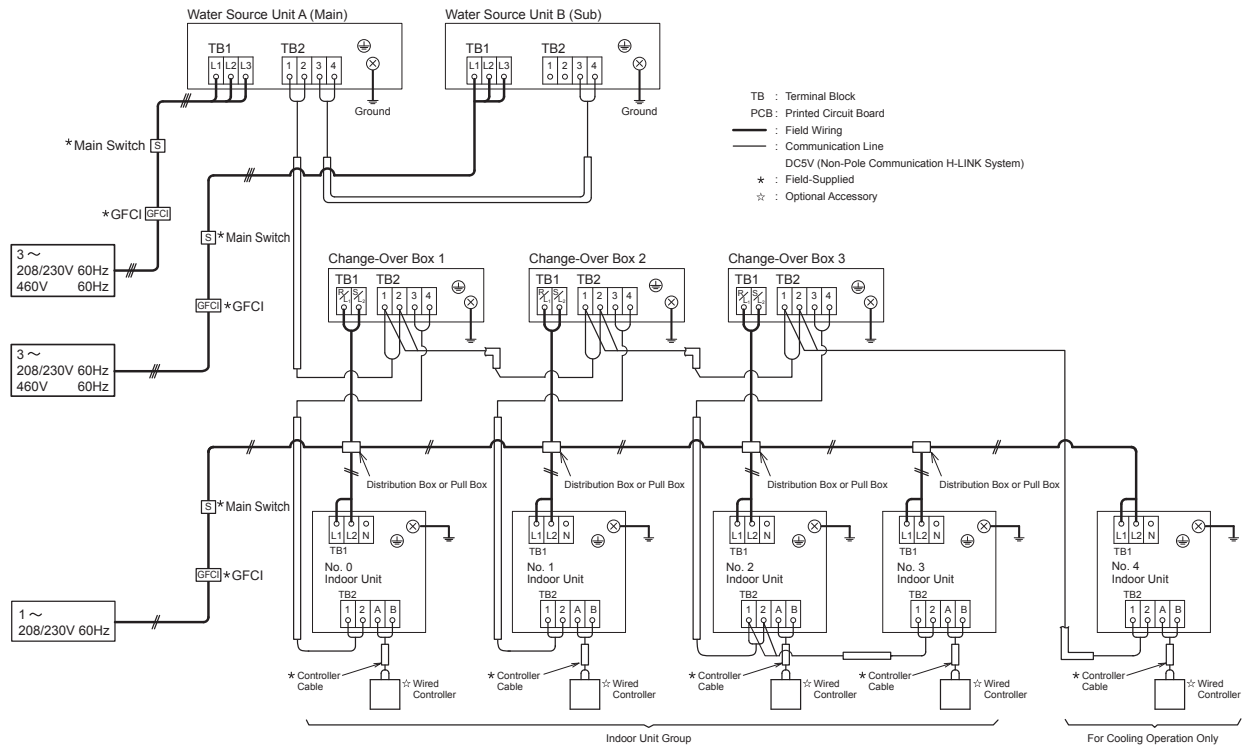 Water Source Unit A (Main)
Water Source Unit B (Sub)
TB1
TB2
TB1
TB2
L1 L2 L3
1 2 3 4
L1 L2 L3
1 2 3 4
Ground
Ground
TB : Terminal Block
PCB : Printed Circuit Board
: Field Wiring
: Communication Line
DC5V (Non-Pole Communication H-LINK System)
* : Field-Supplied
☆ : Optional Accessory
*Main Switch S
*GFCI GFCI
S *Main Switch
GFCI *GFCI
3～
208/230V 60Hz
460V 60Hz
3～
208/230V 60Hz
460V 60Hz
Change-Over Box 1
Change-Over Box 2
Change-Over Box 3
TB1 TB2
TB1 TB2
TB1 TB2
R/L1 S/L2 1 2 3 4
R/L1 S/L2 1 2 3 4
R/L1 S/L2 1 2 3 4
Distribution Box or Pull Box
Distribution Box or Pull Box
Distribution Box or Pull Box
Distribution Box or Pull Box
S *Main Switch
GFCI *GFCI
1～
208/230V 60Hz
L1 L2 N
TB1
No. 0
Indoor Unit
TB2
1 2 A B
L1 L2 N
TB1
No. 1
Indoor Unit
TB2
1 2 A B
L1 L2 N
TB1
No. 2
Indoor Unit
TB2
1 2 A B
L1 L2 N
TB1
No. 3
Indoor Unit
TB2
1 2 A B
L1 L2 N
TB1
No. 4
Indoor Unit
TB2
1 2 A B
*Controller
Cable
☆Wired
Controller
*Controller
Cable
☆Wired
Controller
*Controller
Cable
☆Wired
Controller
*Controller
Cable
☆Wired
Controller
*Controller
Cable
☆Wired
Controller
Indoor Unit Group
For Cooling Operation Only